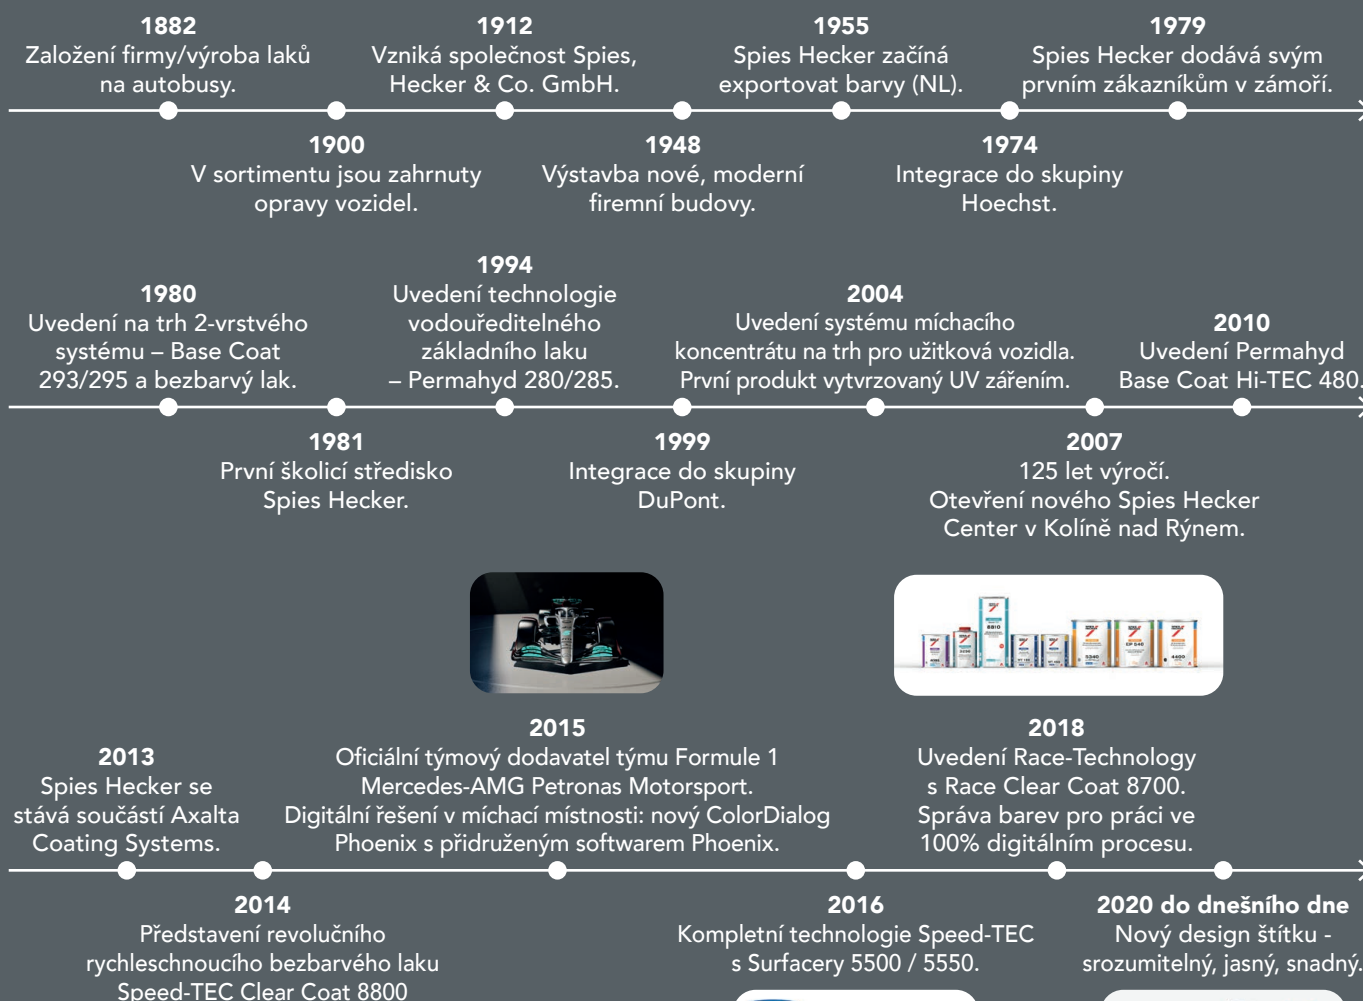 1882
Založení firmy/výroba laků
na autobusy.
1912
Vzniká společnost Spies,
Hecker & Co. GmbH.
1955
Spies Hecker začíná
exportovat barvy (NL).
1979
Spies Hecker dodává svým
prvním zákazníkům v zámoří.
1900
V sortimentu jsou zahrnuty
opravy vozidel.
1948
Výstavba nové, moderní
firemní budovy.
1974
Integrace do skupiny
Hoechst.
1980
Uvedení na trh 2-vrstvého
systému – Base Coat
293/295 a bezbarvý lak.
1994
Uvedení technologie
vodouředitelného
základního laku
– Permahyd 280/285.
2004
Uvedení systému míchacího
koncentrátu na trh pro užitková vozidla.
První produkt vytvrzovaný UV zářením.
2010
Uvedení Permahyd
Base Coat Hi-TEC 480.
1981
První školicí středisko
Spies Hecker.
1999
Integrace do skupiny
DuPont.
2007
125 let výročí.
Otevření nového Spies Hecker
Center v Kolíně nad Rýnem.
8810
5340
EP 540
4400
2013
Spies Hecker se
stává součástí Axalta
Coating Systems.
2015
Oficiální týmový dodavatel týmu Formule 1
Mercedes-AMG Petronas Motorsport.
Digitální řešení v míchací místnosti: nový ColorDialog
Phoenix s přidruženým softwarem Phoenix.
2018
Uvedení Race-Technology
s Race Clear Coat 8700.
Správa barev pro práci ve
100% digitálním procesu.
2014
Představení revolučního
rychleschnoucího bezbarvého laku
Speed-TEC Clear Coat 8800
2016
Kompletní technologie Speed-TEC
s Surfacery 5500 / 5550.
2020 do dnešního dne
Nový design štítku -
srozumitelný, jasný, snadný.